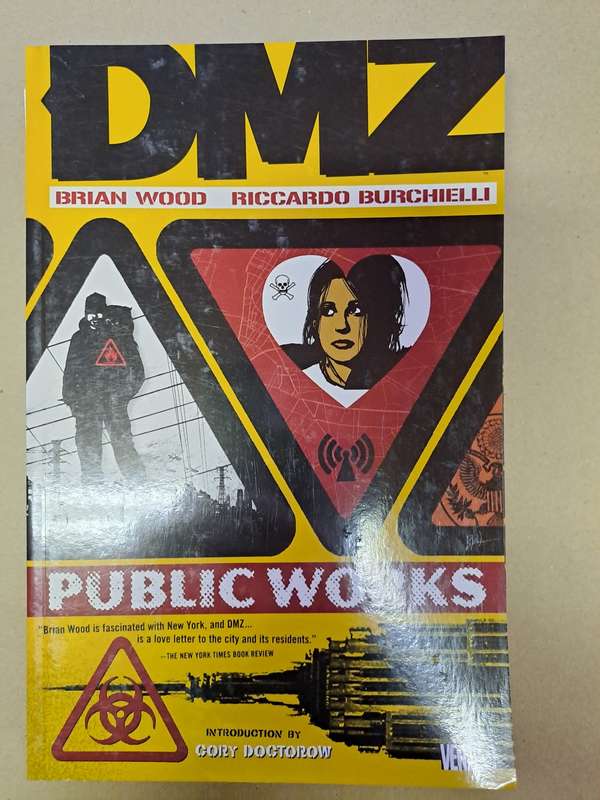 DMZ
BRIAN WOOD RICCARDO BURCHIELLI
PUBLIC WORKS
"Brian Wood is fascinated with New York, and DMZ...
is a love letter to the city and its residents."
—THE NEW YORK TIMES BOOK REVIEW
INTRODUCTION BY
CORY DOCTOROW